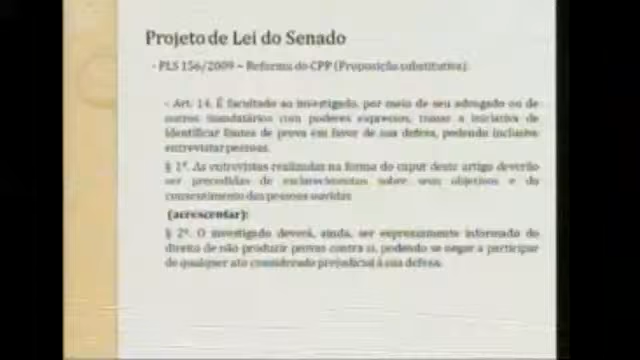 Projeto de Lei do Senado
- PLS 156/2009 – Reforma do CPP (Proposição substitutiva):
- Art. 14. É facultado ao investigado, por meio de seu advogado ou de
outros mandatários com poderes expressos, tomar a iniciativa de
identificar fontes de prova em favor de sua defesa, podendo inclusive
entrevistar pessoas.
§ 1º. As entrevistas realizadas na forma do caput deste artigo deverão
ser precedidas de esclarecimentos sobre seus objetivos e do
consentimento das pessoas ouvidas.
(acrescentar):
§ 2º. O investigado deverá, ainda, ser expressamente informado do
direito de não produzir provas contra si, podendo se negar a participar
de qualquer ato considerado prejudicial à sua defesa.